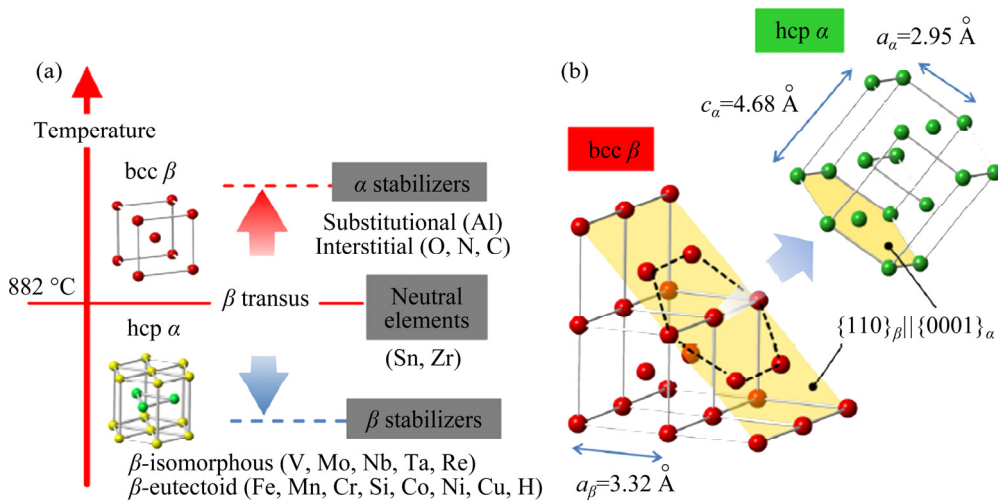 (a)
Temperature
bcc β
α stabilizers
Substitutional (Al)
Interstitial (O, N, C)
882 °C
β transus
Neutral
elements
(Sn, Zr)
hcp α
β stabilizers
β-isomorphous (V, Mo, Nb, Ta, Re)
β-eutectoid (Fe, Mn, Cr, Si, Co, Ni, Cu, H)
(b)
hcp α
aα=2.95 Å
cα=4.68 Å
bcc β
{110}β||{0001}α
aβ=3.32 Å